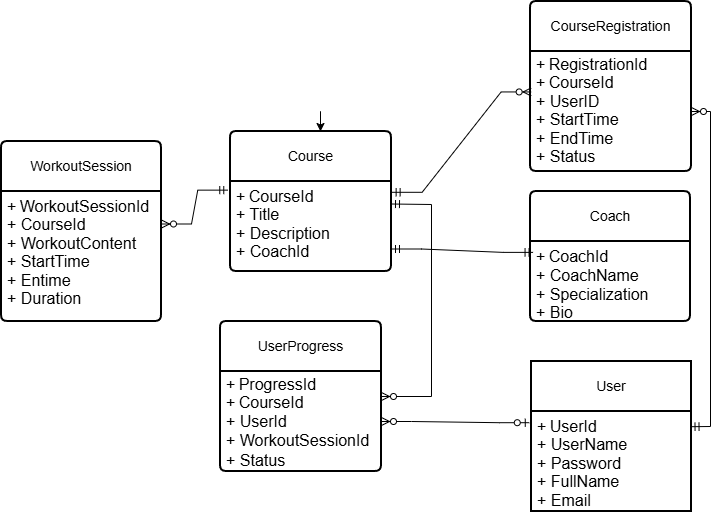 CourseRegistration
+ RegistrationId
+ CourseId
+ UserID
+ StartTime
+ EndTime
+ Status
WorkoutSession
+ WorkoutSessionId
+ CourseId
+ WorkoutContent
+ StartTime
+ Entime
+ Duration
Course
+ CourseId
+ Title
+ Description
+ CoachId
Coach
+ CoachId
+ CoachName
+ Specialization
+ Bio
UserProgress
+ ProgressId
+ CourseId
+ UserId
+ WorkoutSessionId
+ Status
User
+ UserId
+ UserName
+ Password
+ FullName
+ Email